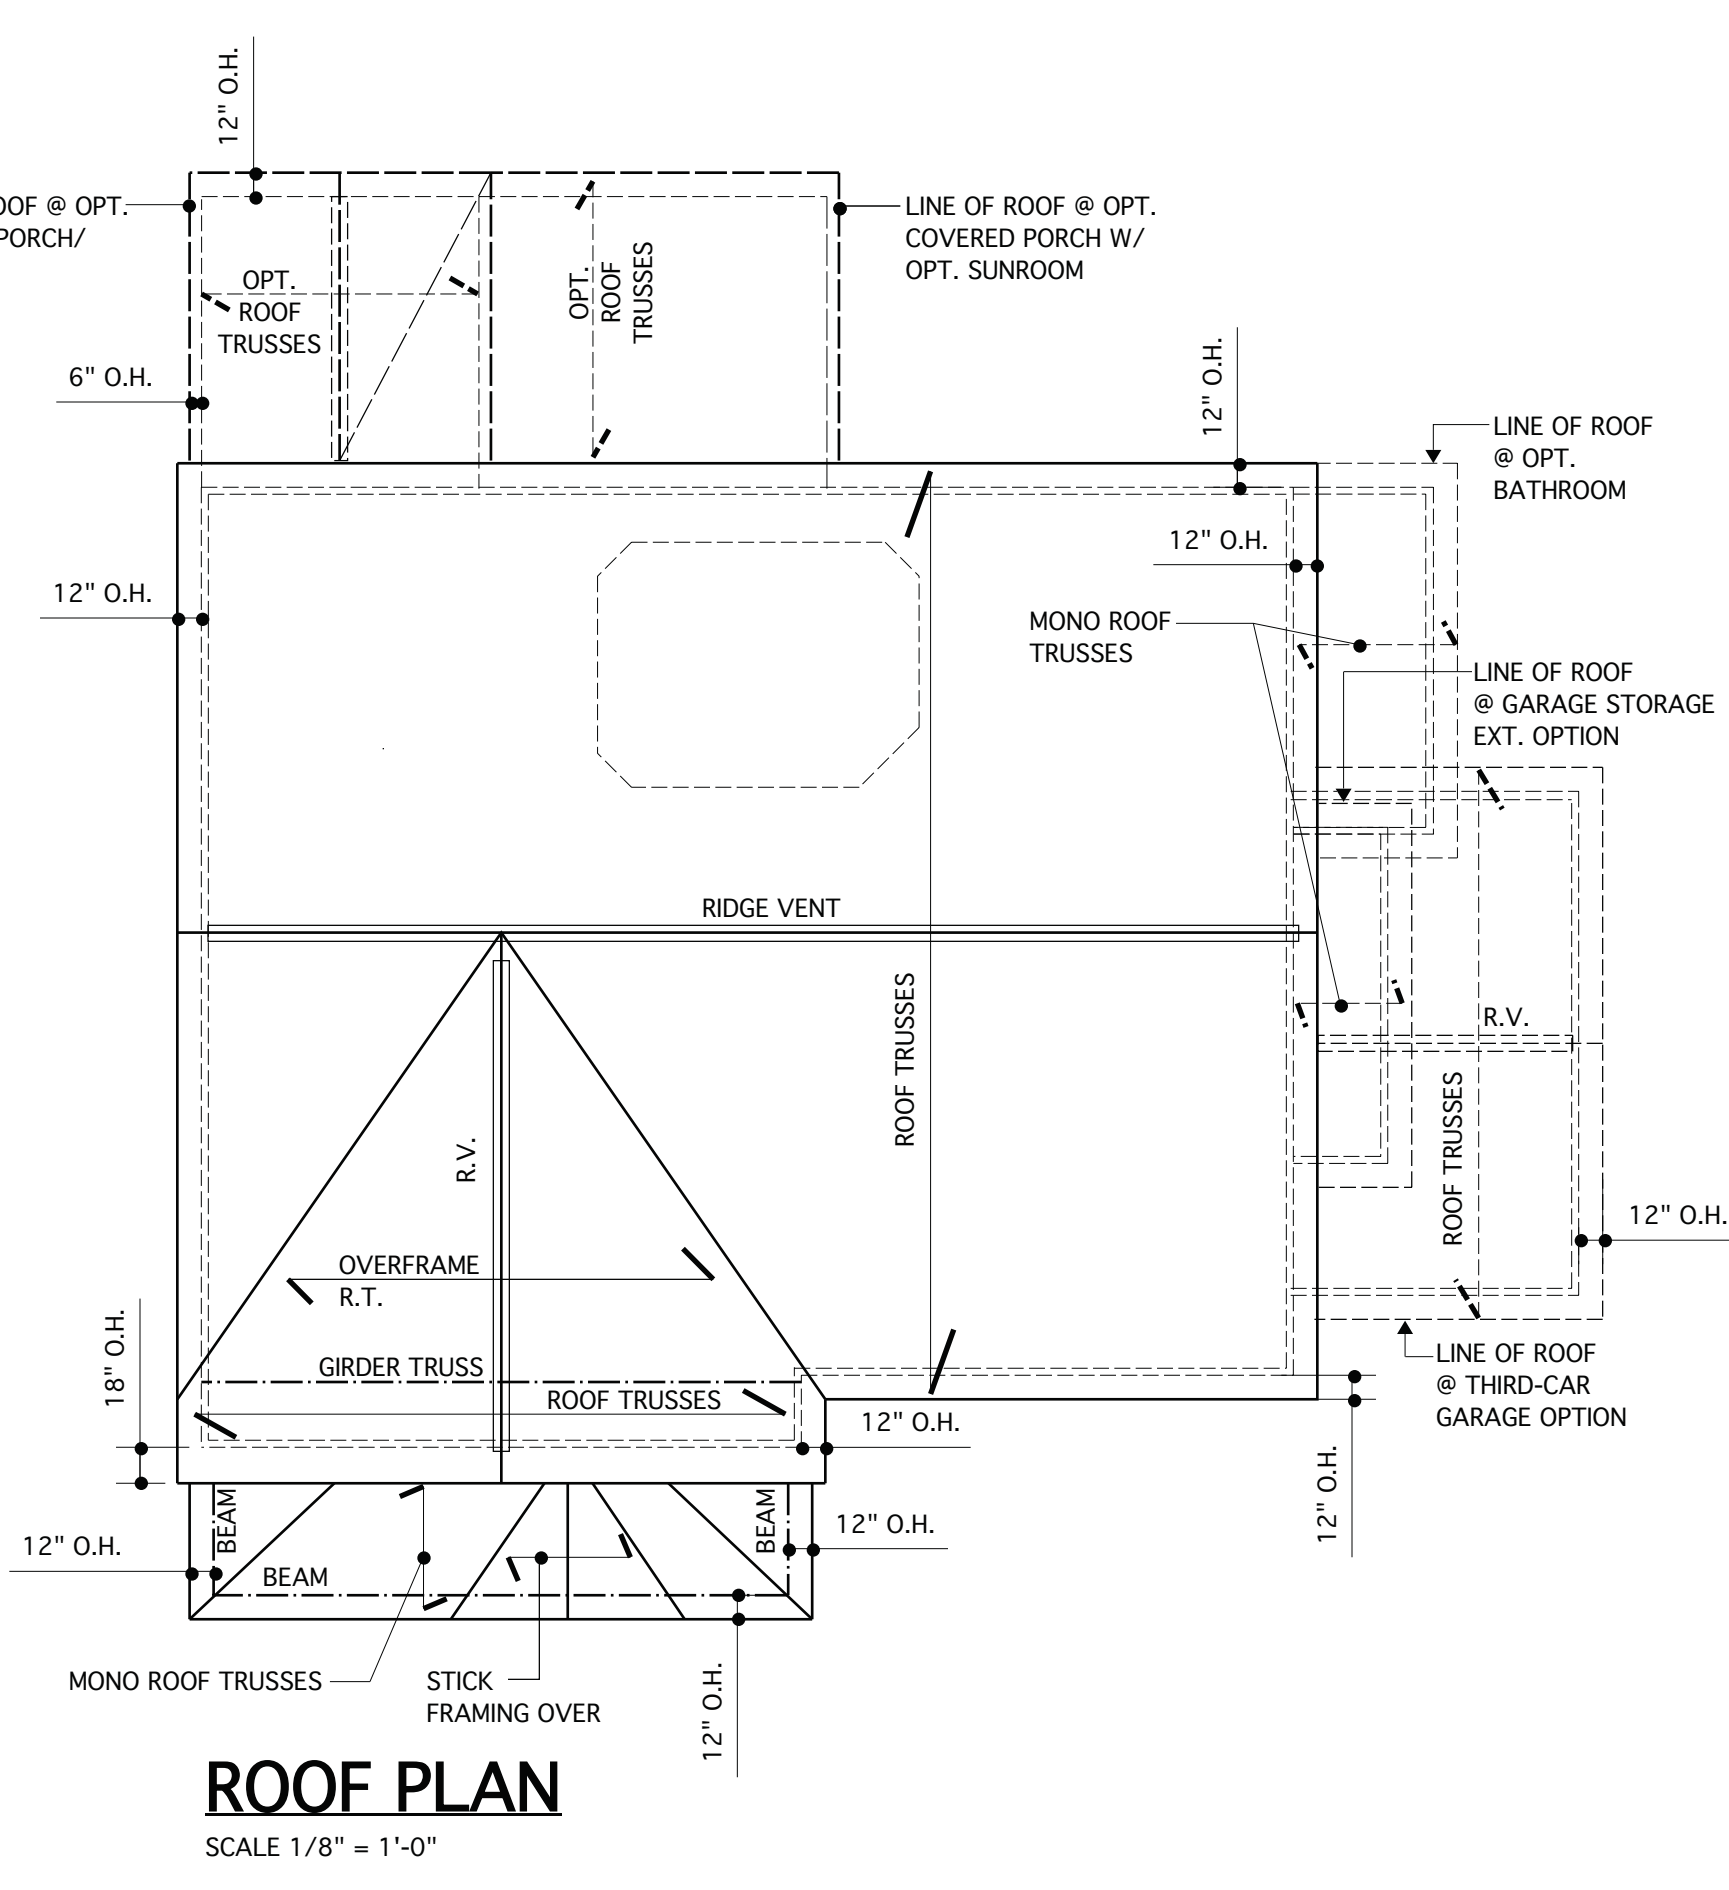 12" O.H.
OOF @ OPT.
PORCH/
LINE OF ROOF @ OPT.
COVERED PORCH W/
OPT. SUNROOM
OPT.
ROOF
TRUSSES
OPT.
ROOF
TRUSSES
6" O.H.
12" O.H.
LINE OF ROOF
@ OPT.
BATHROOM
12" O.H.
12" O.H.
MONO ROOF
TRUSSES
LINE OF ROOF
@ GARAGE STORAGE
EXT. OPTION
RIDGE VENT
ROOF TRUSSES
R.V.
R.V.
ROOF TRUSSES
12" O.H.
OVERFRAME
R.T.
18" O.H.
GIRDER TRUSS
ROOF TRUSSES
12" O.H.
LINE OF ROOF
@ THIRD-CAR
GARAGE OPTION
12" O.H.
BEAM
BEAM
12" O.H.
12" O.H.
BEAM
MONO ROOF TRUSSES
STICK
FRAMING OVER
12" O.H.
ROOF PLAN
SCALE 1/8" = 1'-0"